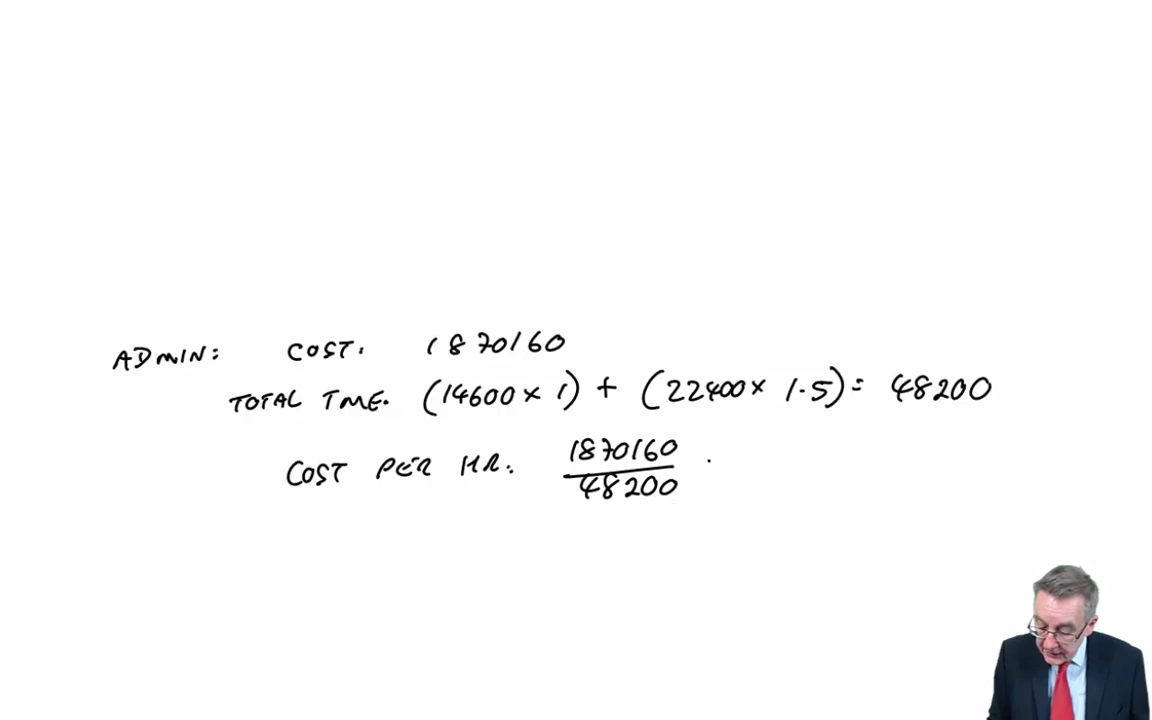 ADMIN: COST. 1870160
TOTAL TME. (14600 × 1) + (22400 × 1.5) = 48200
COST PER HR. 1870160
48200